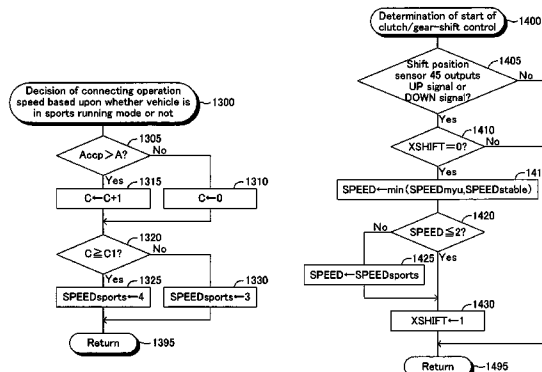 Decision of connecting operation
speed based upon whether vehicle is
in sports running mode or not
1300
1305
Accp>A?
No
Yes
1315
1310
C←C+1
C←0
1320
C≧C1?
No
Yes
1325
1330
SPEEDsports←4
SPEEDsports←3
Return
1395
Determination of start of
clutch/gear-shift control
1400
1405
Shift position
sensor 45 outputs
UP signal or
DOWN signal?
No
Yes
1410
XSHIFT=0?
No
Yes
SPEED←min(SPEEDmyu,SPEEDstable)
1420
SPEED≦2?
No
Yes
1425
SPEED←SPEEDsports
1430
XSHIFT←1
Return
1495